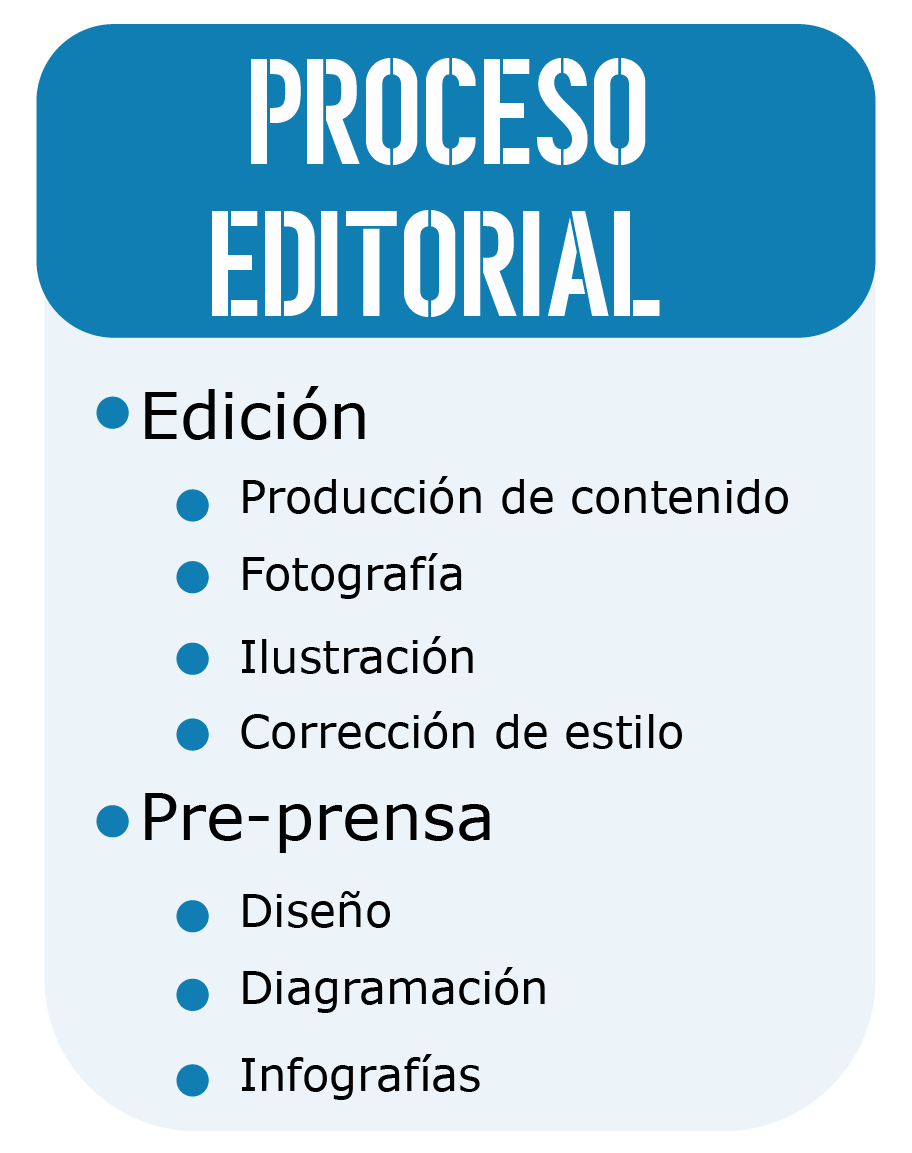 PROCESO
EDITORIAL
Edición
Producción de contenido
Fotografía
Ilustración
Corrección de estilo
Pre-prensa
Diseño
Diagramación
Infografías